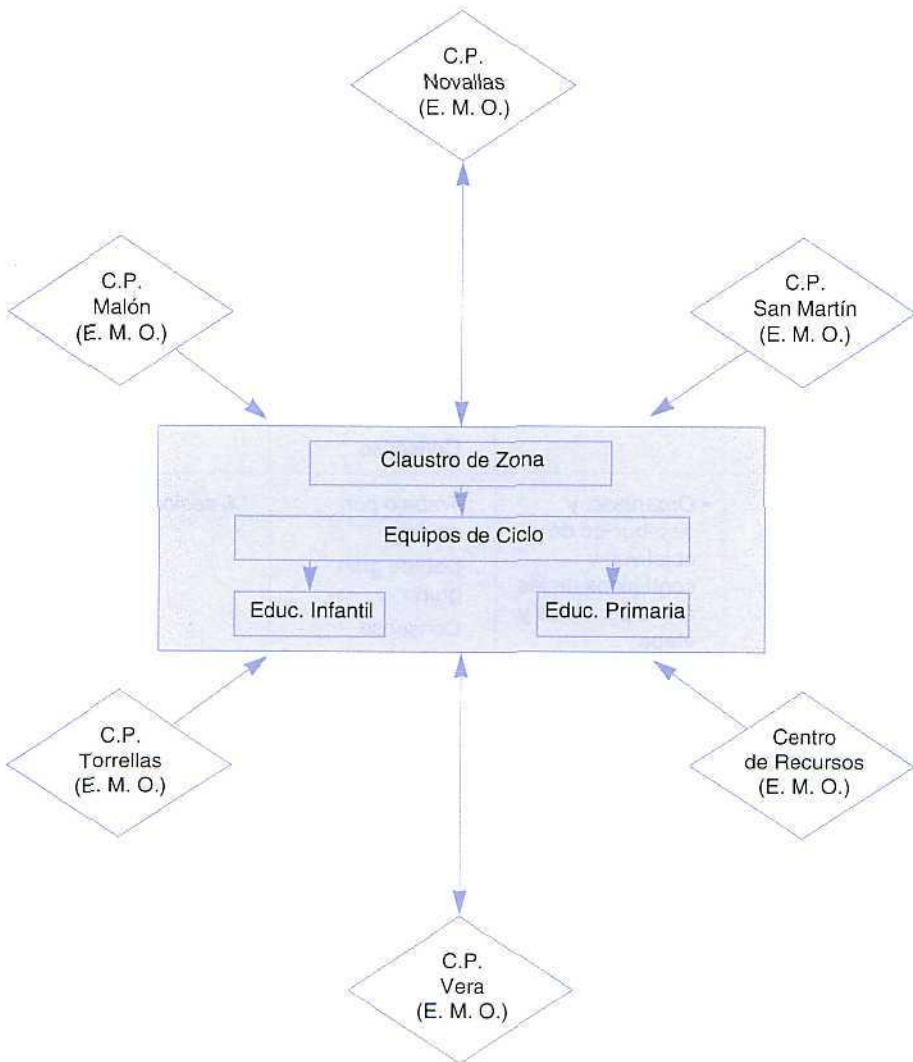 C.P.
Novallas
(E. M. O.)
C.P.
Malón
(E. M. O.)
C.P.
San Martín
(E. M. O.)
Claustro de Zona
Equipos de Ciclo
Educ. Infantil
Educ. Primaria
C.P.
Torrellas
(E. M. O.)
Centro
de Recursos
(E. M. O.)
C.P.
Vera
(E. M. O.)